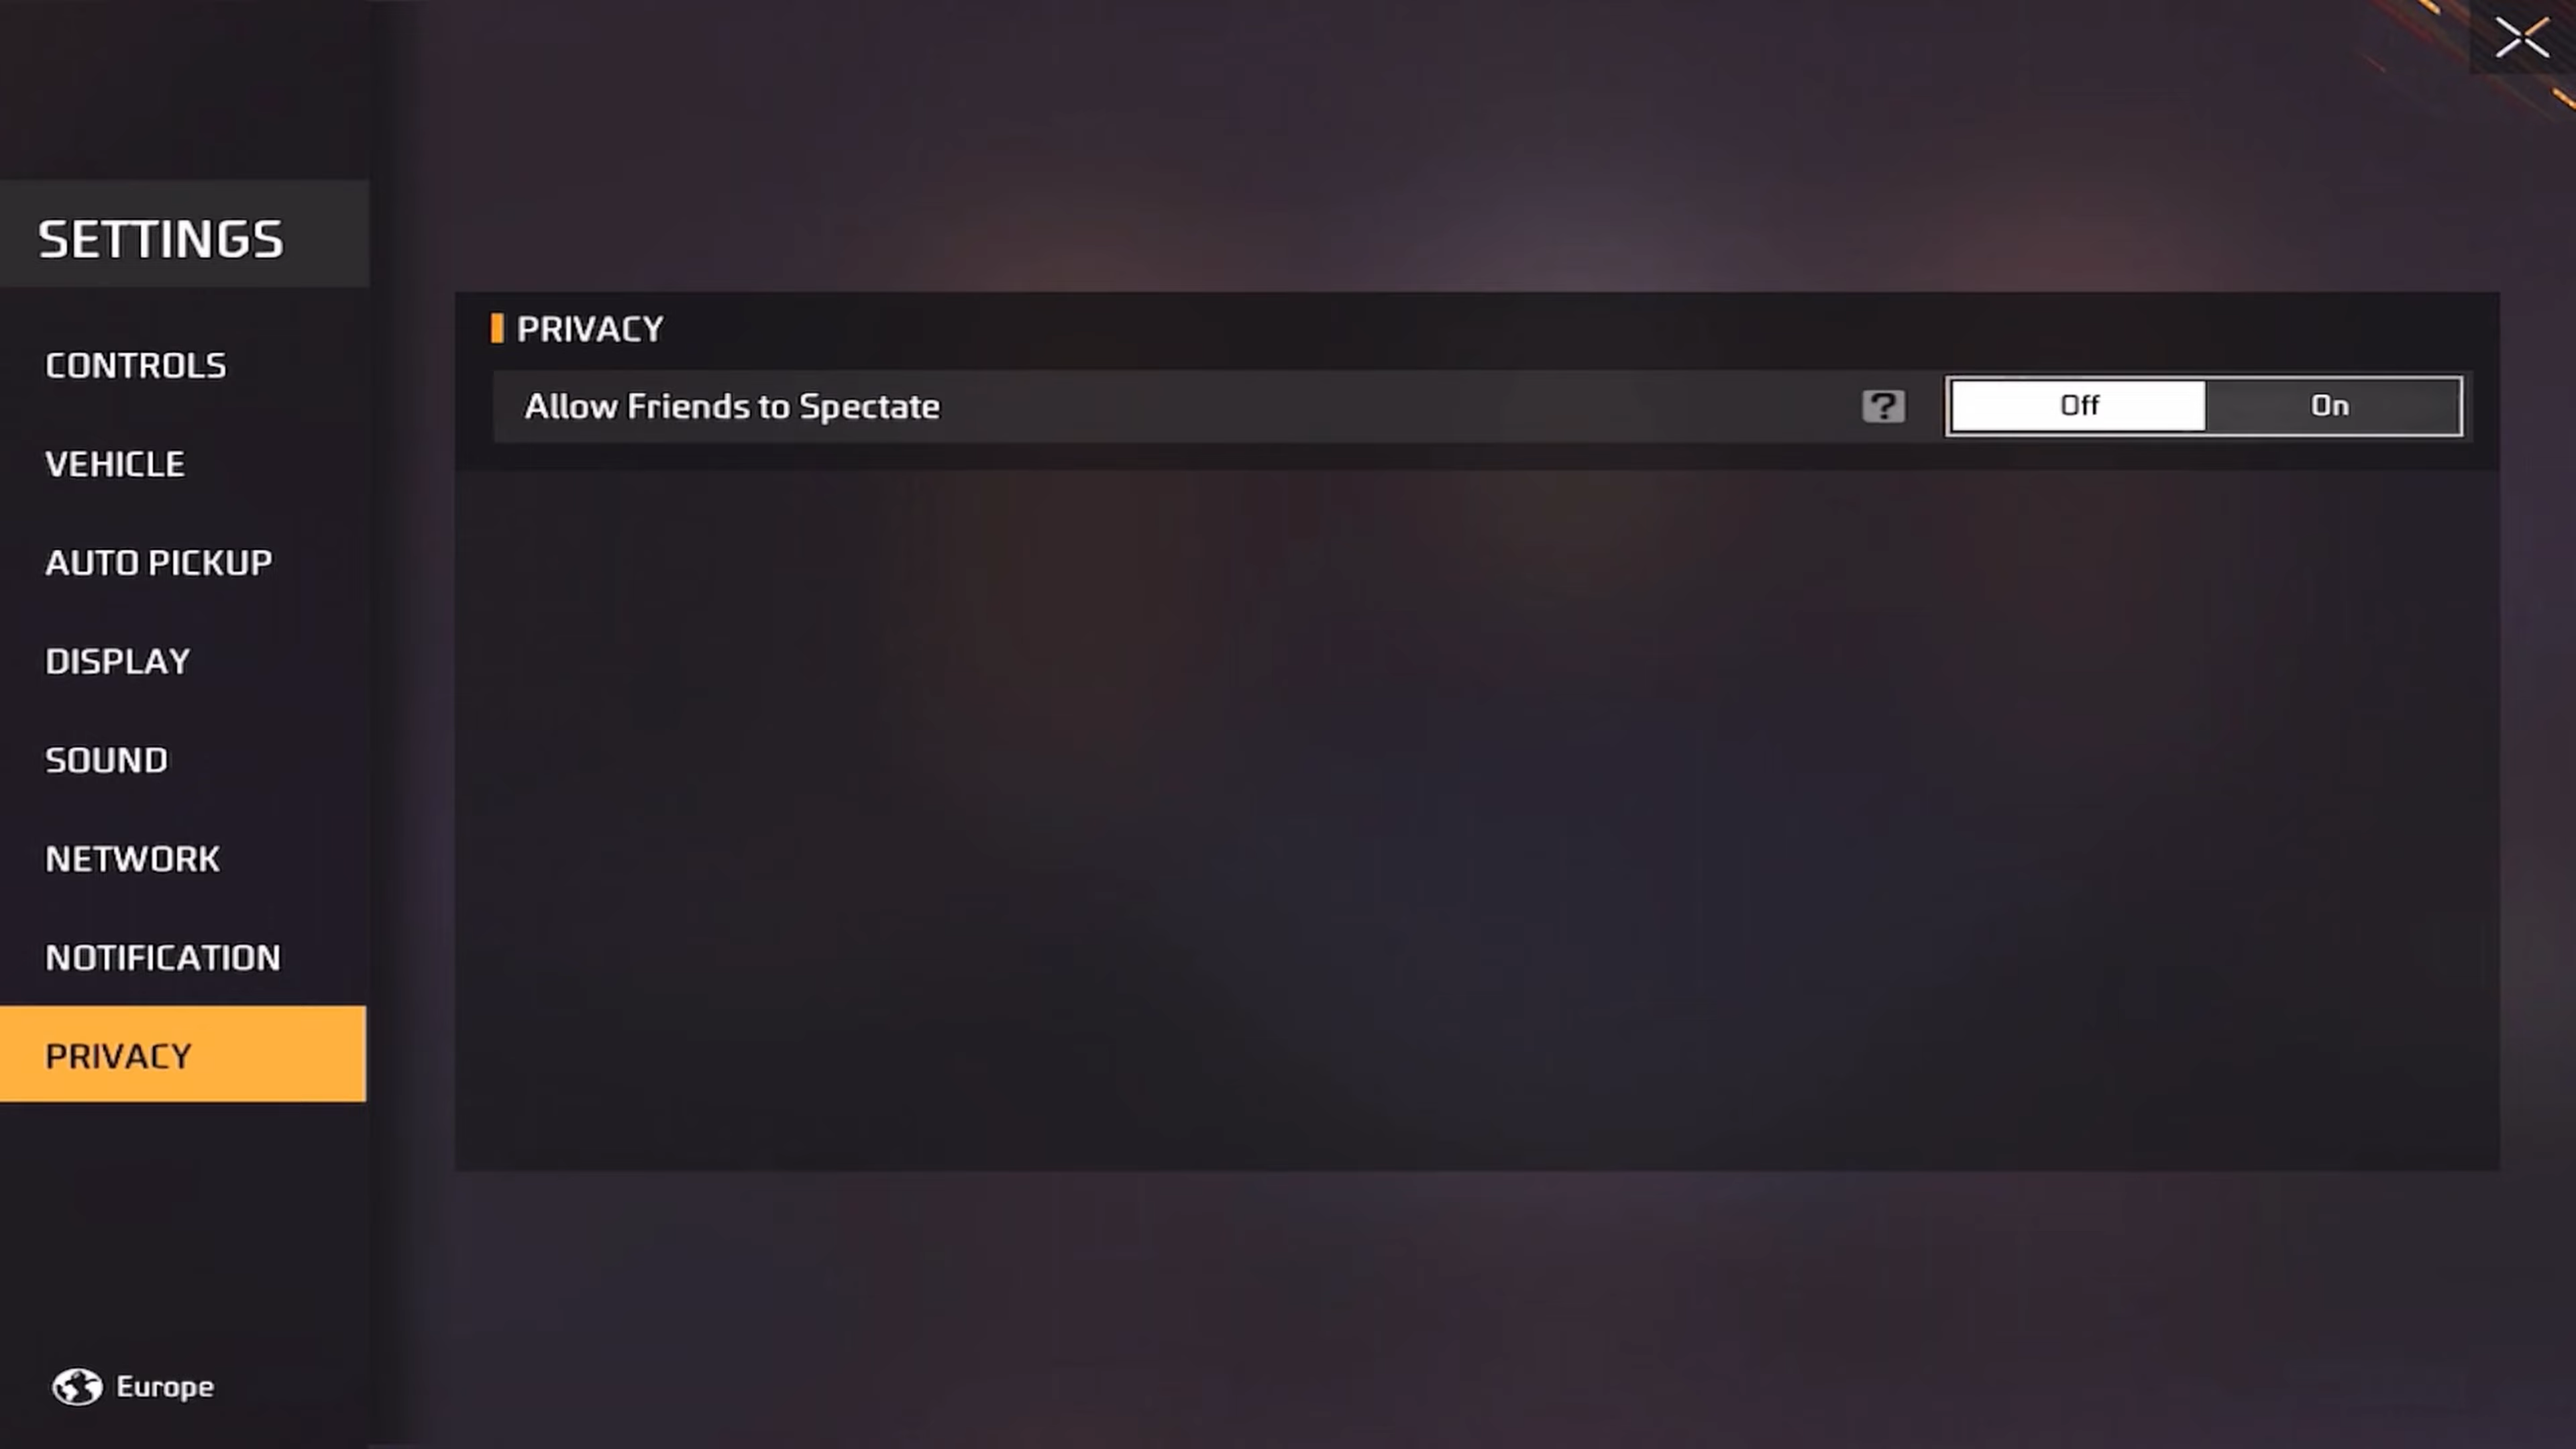 SETTINGS
CONTROLS
VEHICLE
AUTO PICKUP
DISPLAY
SOUND
NETWORK
NOTIFICATION
PRIVACY
Europe
PRIVACY
Allow Friends to Spectate ? Off On